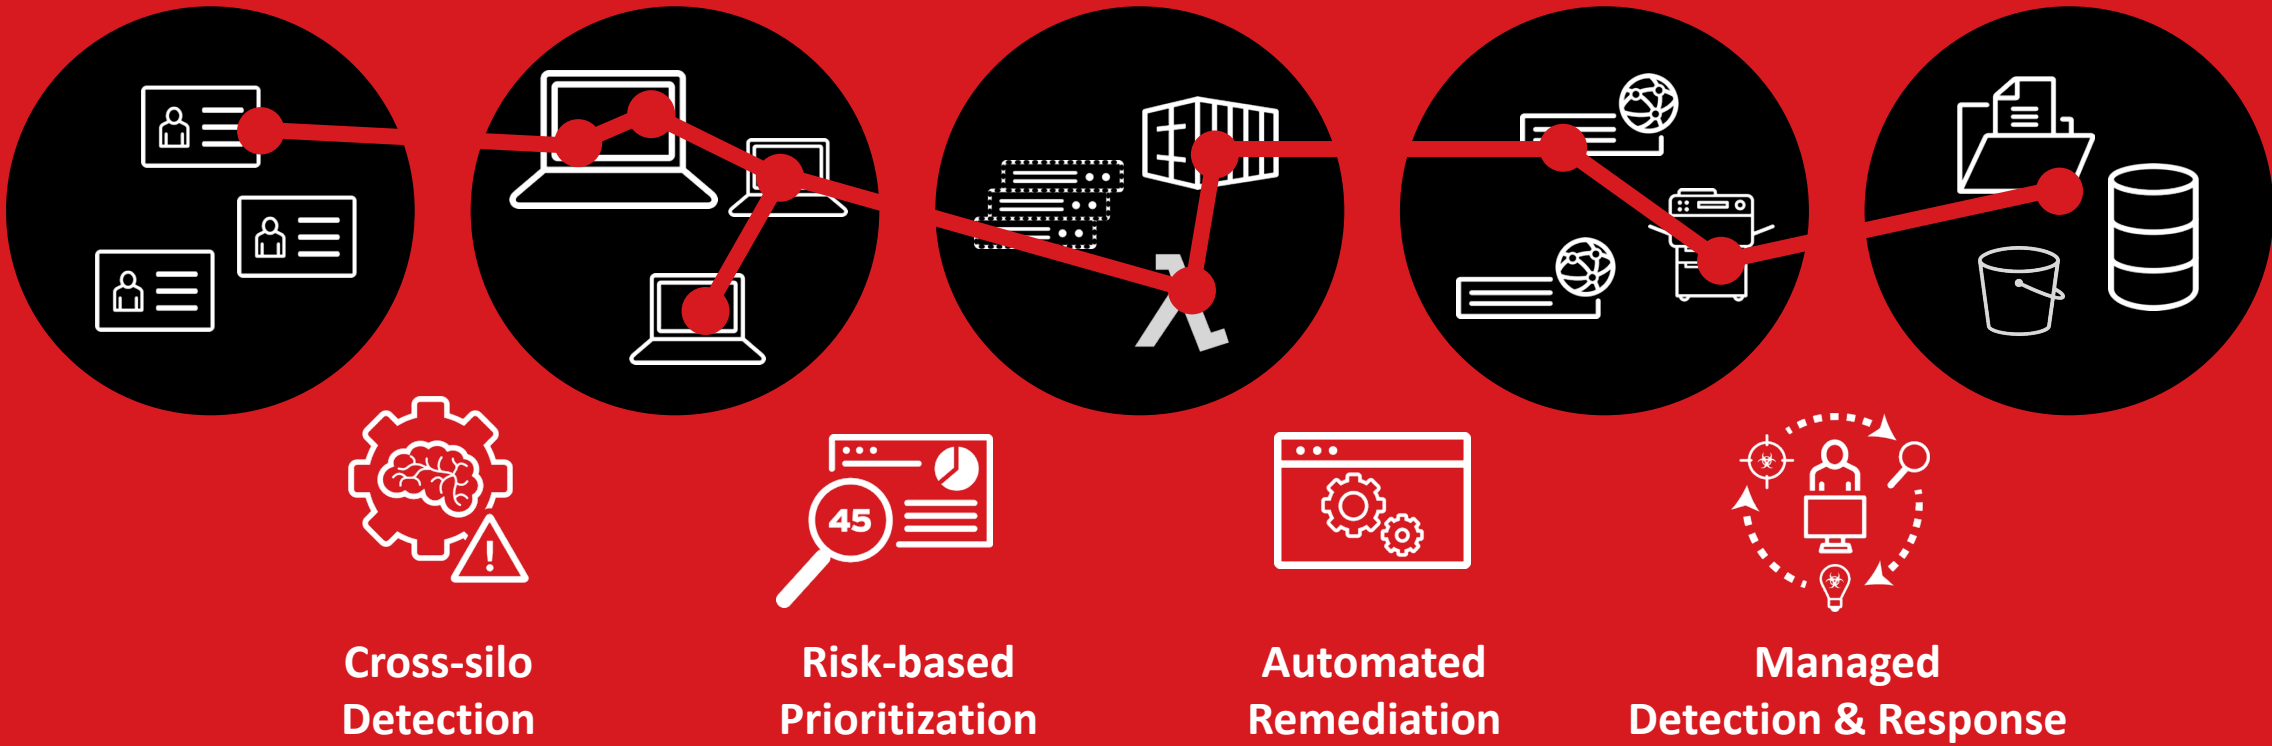 45
Cross-silo
Detection
Risk-based
Prioritization
Automated
Remediation
Managed
Detection & Response